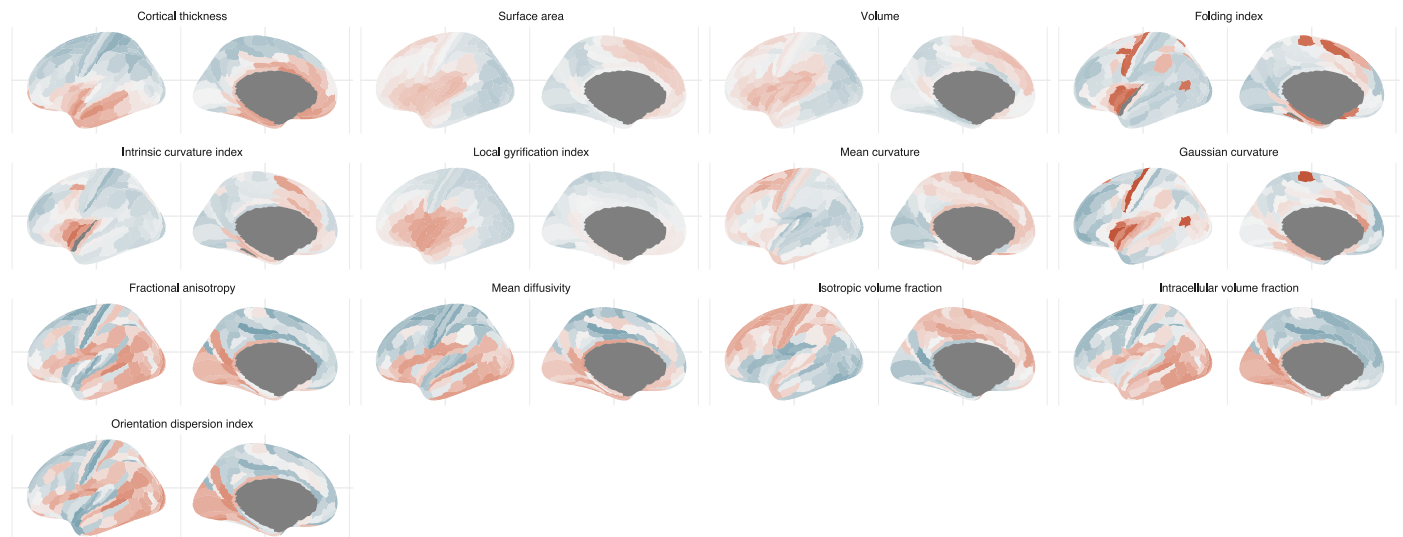 Cortical thickness
Surface area
Volume
Folding index
Intrinsic curvature index
Local gyrification index
Mean curvature
Gaussian curvature
Fractional anisotropy
Mean diffusivity
Isotropic volume fraction
Intracellular volume fraction
Orientation dispersion index